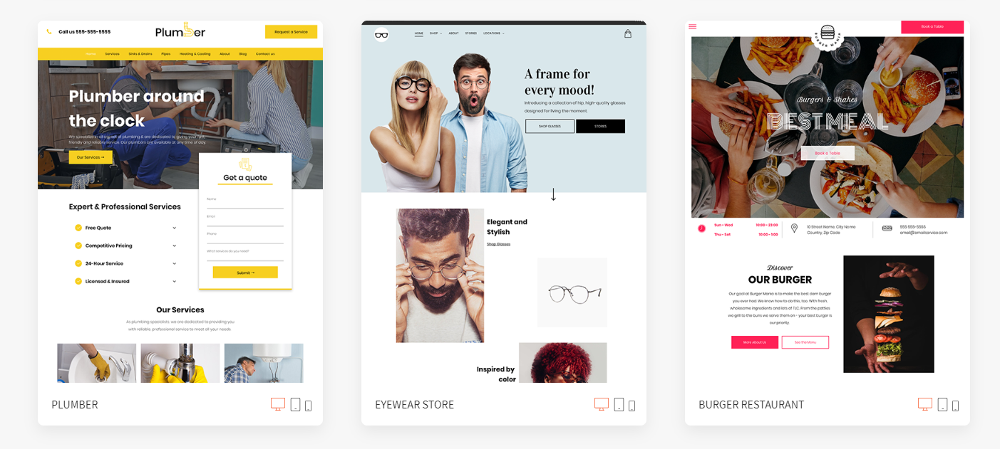 Call us 555-555-5555
Plumber
Request a Service
Home Services Sinks & Drains Pipes Heating & Cooling About Blog Contact us
Plumber around
the clock
We specialize in all aspect of plumbing & are dedicated to giving your fast,
friendly and reliable service. Our plumbers are available at any time of day.
Our Services →
Get a quote
Name
Email
Phone
What services do you need?
Submit →
Expert & Professional Services
Free Quote
Competitive Pricing
24-Hour Service
Licensed & Insured
Our Services
As plumbing specialists, we are dedicated to providing you
with reliable, professional service to meet all your needs.
PLUMBER
HOME SHOP ABOUT STORIES LOCATIONS
A frame for
every mood!
Introducing a collection of hip, high-quality glasses
designed for living the moment.
SHOP GLASSES
STORIES
Elegant and
Stylish
Shop Glasses
Inspired by
color
EYEWEAR STORE
BURGER MANIA
Book a Table
Burgers & Shakes
BEST MEAL
Book a Table
Sun - Wed 10:00 - 23:00
Thu - Sat 10:00 - 1:00
10 Street Name, City Name
Country, Zip Code
555 555-5555
email@emailservice.com
Discover
OUR BURGER
Our goal at Burger Mania is to make the best darn burger
you ever had. We know how to do this, too. With fresh,
wholesome ingredients and lots of TLC. From the patties
we grill to the buns we serve them on - your best burger is
our priority.
More About Us
See the Menu
BURGER RESTAURANT